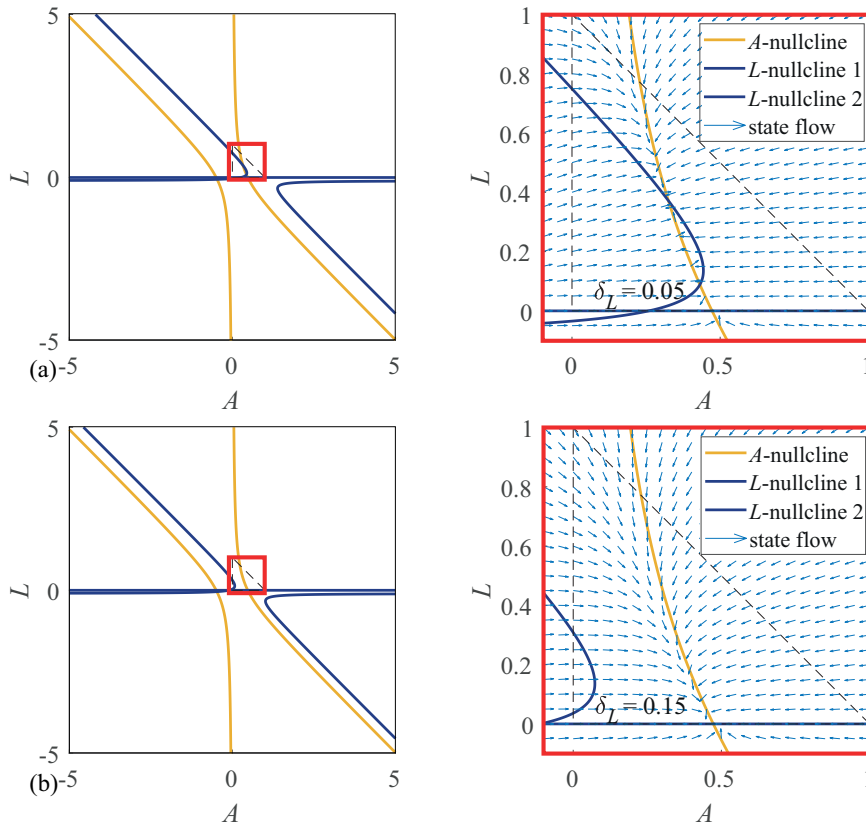 5
L
0
-5
(a)
-5
0
5
A
1
0.8
0.6
L
0.4
0.2
0
0
0.5
1
A
A-nullcline
L-nullcline 1
L-nullcline 2
state flow
δL = 0.05
5
L
0
-5
(b)
-5
0
5
A
1
0.8
0.6
L
0.4
0.2
0
0
0.5
1
A
A-nullcline
L-nullcline 1
L-nullcline 2
state flow
δL = 0.15